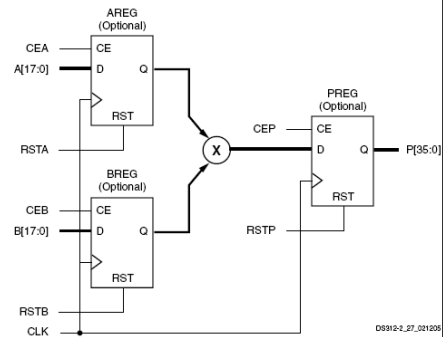 AREG
(Optional)
CEA
CE
A[17:0]
D
Q
RST
RSTA
X
PREG
(Optional)
CEP
CE
D
Q
P[35:0]
RST
RSTP
BREG
(Optional)
CEB
CE
B[17:0]
D
Q
RST
RSTB
CLK
DS312-2_27_021205